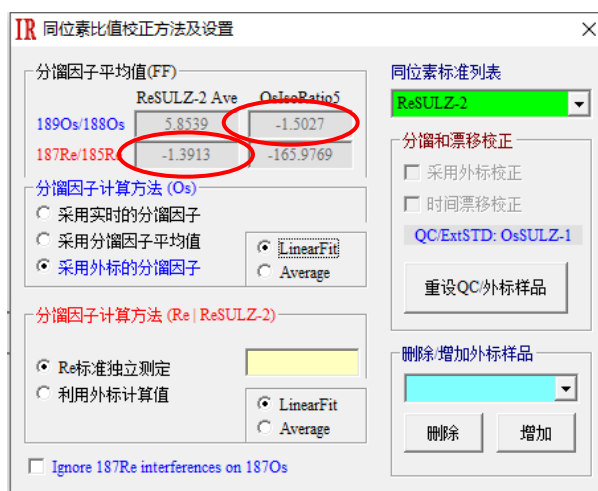 IR 同位素比值校正方法及设置
分馏因子平均值(FF)
ReSULZ-2 Ave OsIsoRatio5
189Os/188Os 5.8539 -1.5027
187Re/185R -1.3913 -165.9769
分馏因子计算方法 (Os)
采用实时的分馏因子
采用分馏因子平均值
采用外标的分馏因子
LinearFit
Average
分馏因子计算方法 (Re | ReSULZ-2)
Re标准独立测定
利用外标计算值
LinearFit
Average
Ignore 187Re interferences on 187Os
同位素标准列表
ReSULZ-2
分馏和漂移校正
采用外标校正
时间漂移校正
QC/ExtSTD: OsSULZ-1
重设QC/外标样品
删除/增加外标样品
删除 增加